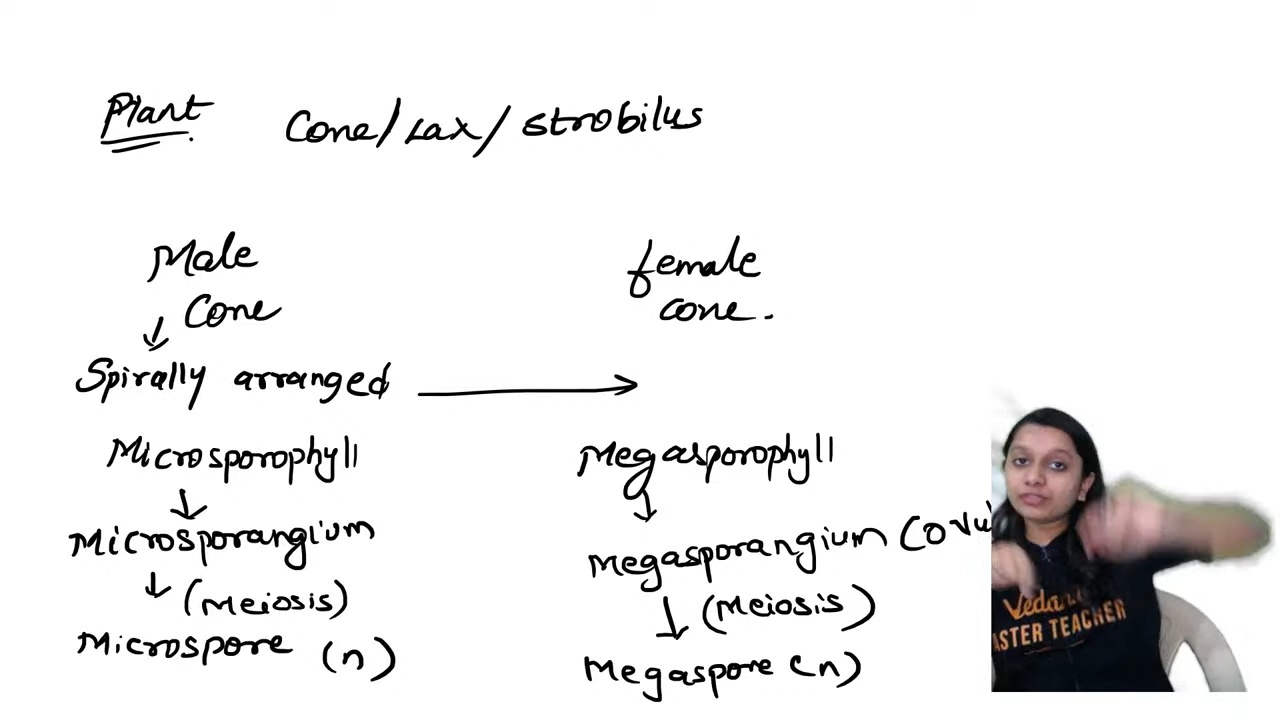 Plant Cone/Lax/Strobilus
Male female
Cone cone.
Spirally arranged
Microsporophyll Megasporophyll
Microsporangium Megasporangium (Ovu
(Meiosis) (Meiosis)
Microspore (n) Megaspore (n)
ASTER TEACHER